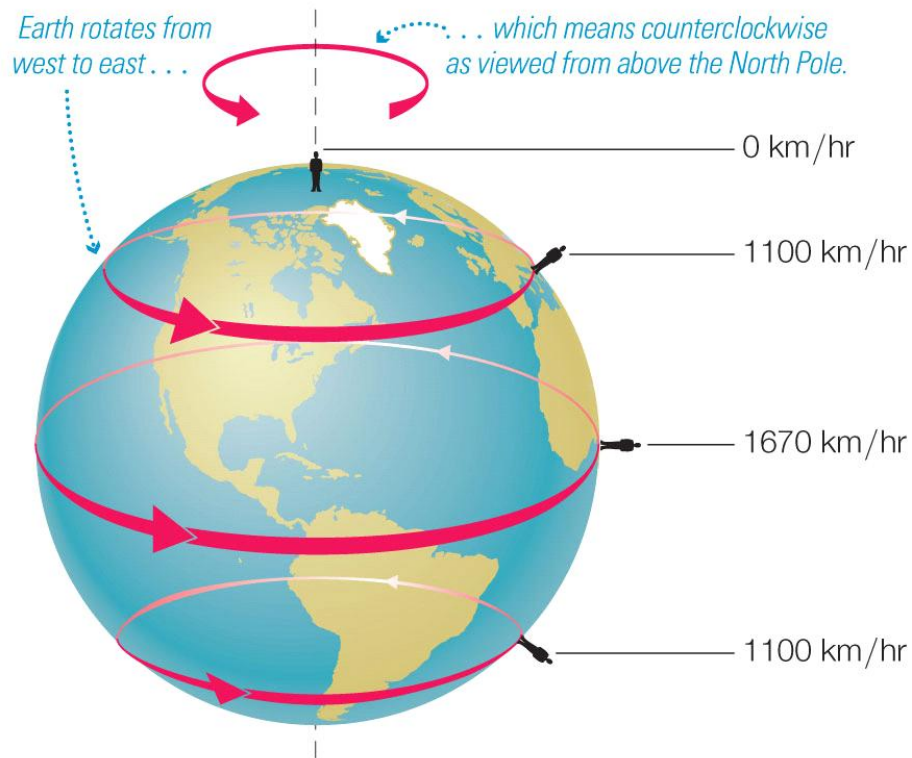 Earth rotates from
west to east . . .
. . . which means counterclockwise
as viewed from above the North Pole.
0 km/hr
1100 km/hr
1670 km/hr
1100 km/hr